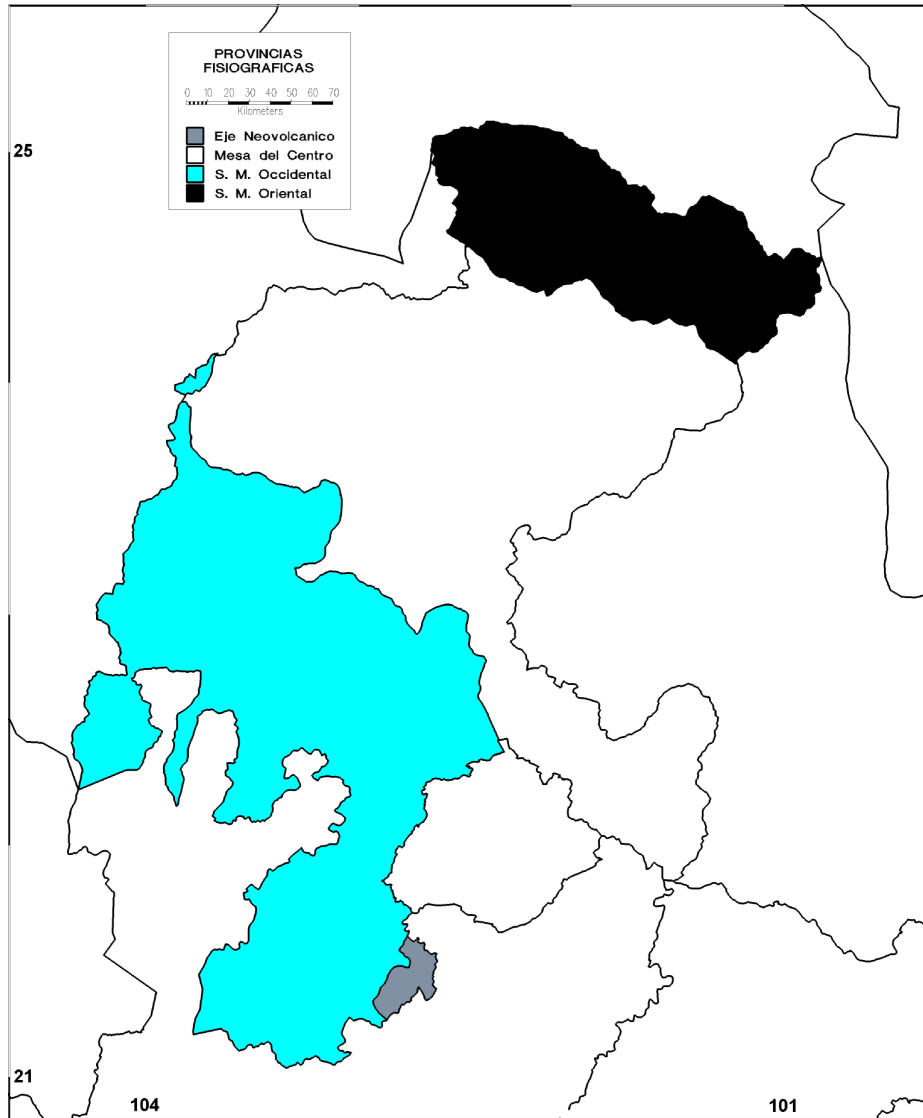 PROVINCIAS
FISIOGRAFICAS
0 10 20 30 40 50 60 70
Kilometers
Eje Neovolcanico
Mesa del Centro
S. M. Occidental
S. M. Oriental
25
21
104 101